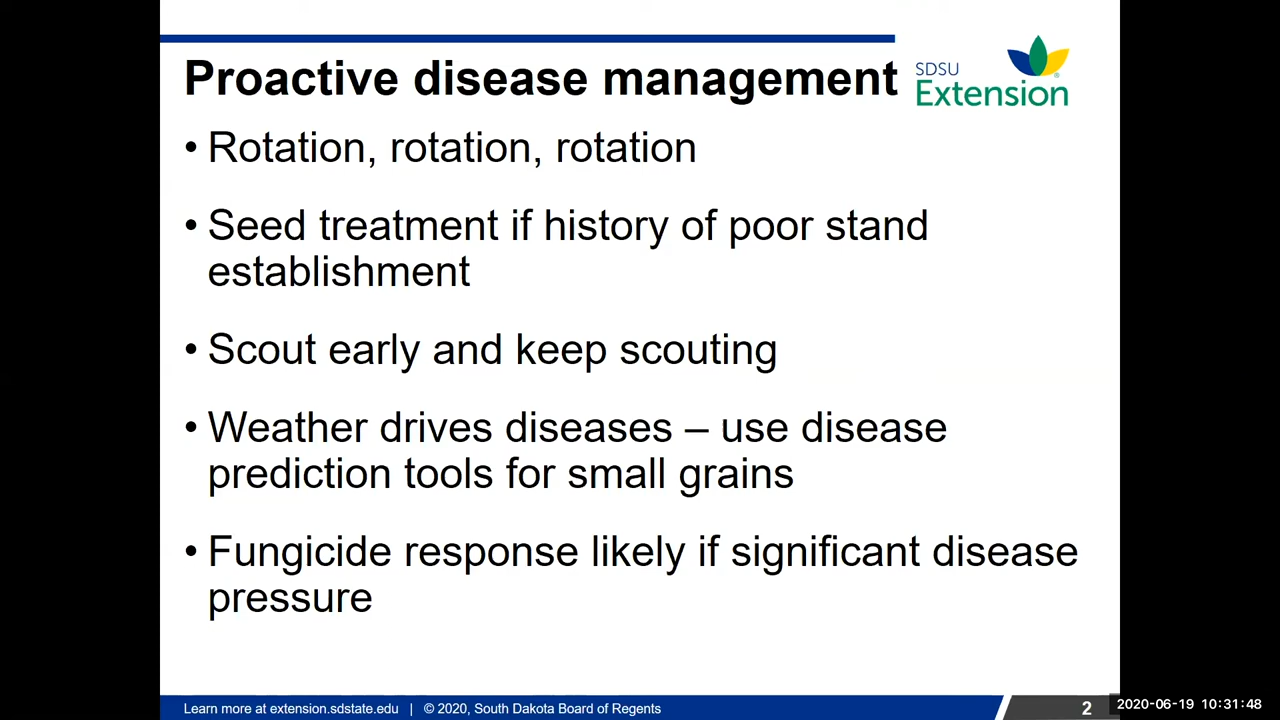 Proactive disease management
SDSU
Extension
• Rotation, rotation, rotation
• Seed treatment if history of poor stand
establishment
• Scout early and keep scouting
• Weather drives diseases – use disease
prediction tools for small grains
• Fungicide response likely if significant disease
pressure
Learn more at extension.sdstate.edu | © 2020, South Dakota Board of Regents
2
2020-06-19 10:31:48